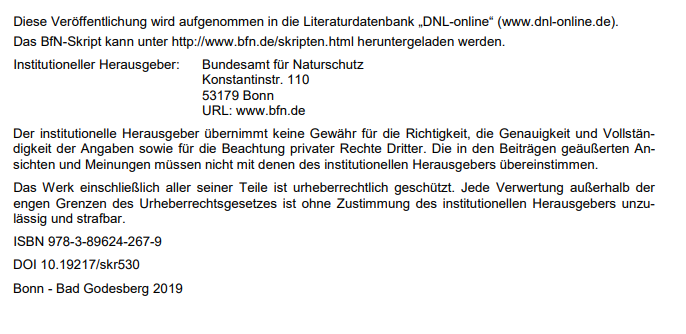 Diese Veröffentlichung wird aufgenommen in die Literaturdatenbank „DNL-online“ (www.dnl-online.de).
Das BfN-Skript kann unter http://www.bfn.de/skripten.html heruntergeladen werden.
Institutioneller Herausgeber: Bundesamt für Naturschutz
Konstantinstr. 110
53179 Bonn
URL: www.bfn.de
Der institutionelle Herausgeber übernimmt keine Gewähr für die Richtigkeit, die Genauigkeit und Vollstän-
digkeit der Angaben sowie für die Beachtung privater Rechte Dritter. Die in den Beiträgen geäußerten An-
sichten und Meinungen müssen nicht mit denen des institutionellen Herausgebers übereinstimmen.
Das Werk einschließlich aller seiner Teile ist urheberrechtlich geschützt. Jede Verwertung außerhalb der
engen Grenzen des Urheberrechtsgesetzes ist ohne Zustimmung des institutionellen Herausgebers unzu-
lässig und strafbar.
ISBN 978-3-89624-267-9
DOI 10.19217/skr530
Bonn - Bad Godesberg 2019